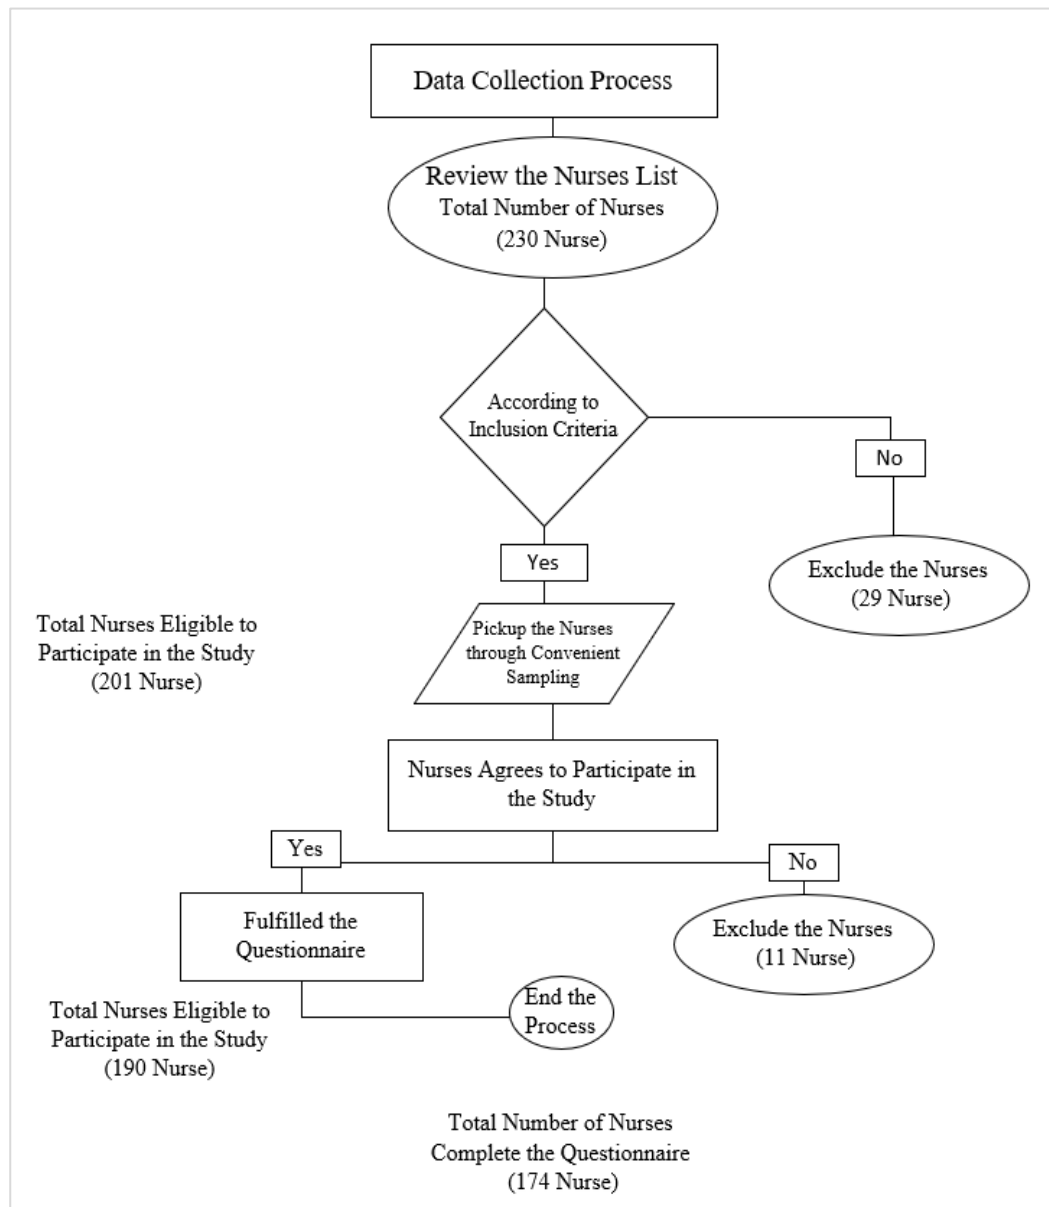 Data Collection Process
Review the Nurses List
Total Number of Nurses
(230 Nurse)
According to
Inclusion Criteria
No
Yes
Exclude the Nurses
(29 Nurse)
Total Nurses Eligible to
Participate in the Study
(201 Nurse)
Pickup the Nurses
through Convenient
Sampling
Nurses Agrees to Participate in
the Study
Yes
No
Fulfilled the
Questionnaire
Exclude the Nurses
(11 Nurse)
Total Nurses Eligible to
Participate in the Study
(190 Nurse)
End the
Process
Total Number of Nurses
Complete the Questionnaire
(174 Nurse)